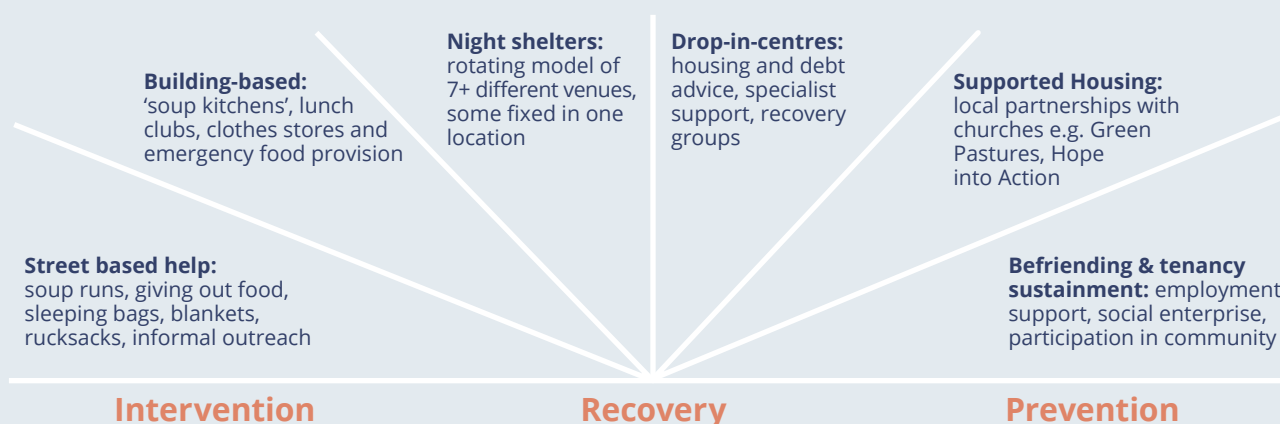 Night shelters:
rotating model of
7+ different venues,
some fixed in one
location
Drop-in-centres:
housing and debt
advice, specialist
support, recovery
groups
Building-based:
‘soup kitchens’, lunch
clubs, clothes stores and
emergency food provision
Supported Housing:
local partnerships with
churches e.g. Green
Pastures, Hope
into Action
Street based help:
soup runs, giving out food,
sleeping bags, blankets,
rucksacks, informal outreach
Befriending & tenancy
sustainment: employment
support, social enterprise,
participation in community
Intervention
Recovery
Prevention